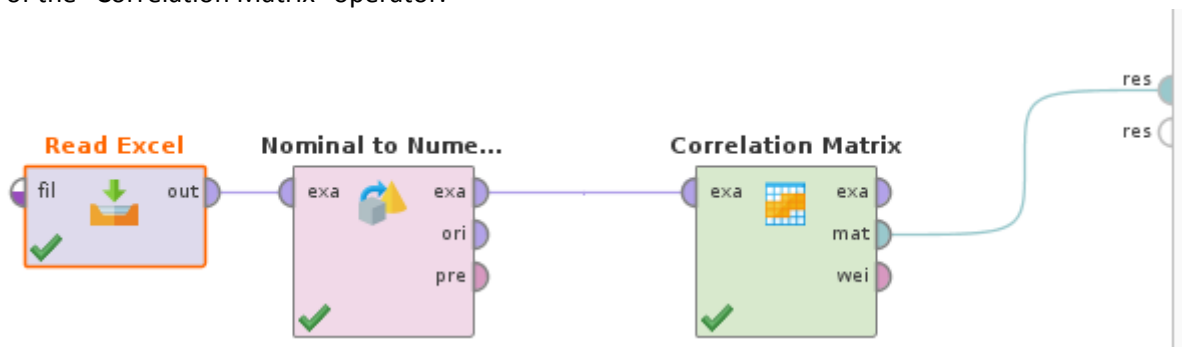 of the "Correlation Matrix" operator.
res
res
Read Excel
Nominal to Nume...
Correlation Matrix
fil
out
exa
exa
ori
pre
exa
exa
mat
wei